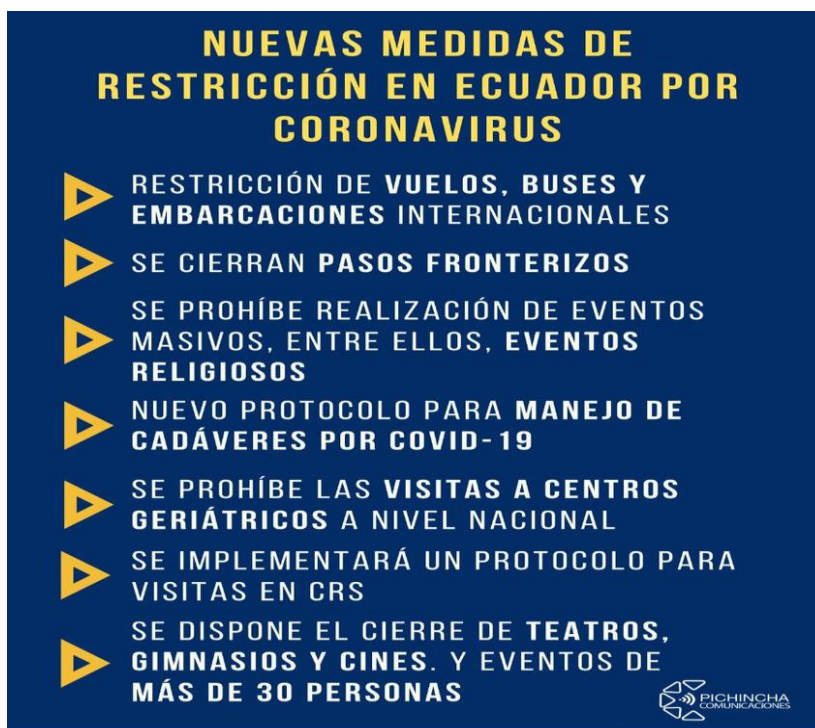 NUEVAS MEDIDAS DE
RESTRICCIÓN EN ECUADOR POR
CORONAVIRUS
RESTRICCIÓN DE VUELOS, BUSES Y
EMBARCACIONES INTERNACIONALES
SE CIERRAN PASOS FRONTERIZOS
SE PROHÍBE REALIZACIÓN DE EVENTOS
MASIVOS, ENTRE ELLOS, EVENTOS
RELIGIOSOS
NUEVO PROTOCOLO PARA MANEJO DE
CADÁVERES POR COVID-19
SE PROHÍBE LAS VISITAS A CENTROS
GERIÁTRICOS A NIVEL NACIONAL
SE IMPLEMENTARÁ UN PROTOCOLO PARA
VISITAS EN CRS
SE DISPONE EL CIERRE DE TEATROS,
GIMNASIOS Y CINES. Y EVENTOS DE
MÁS DE 30 PERSONAS
PICHINCHA
COMUNICACIONES